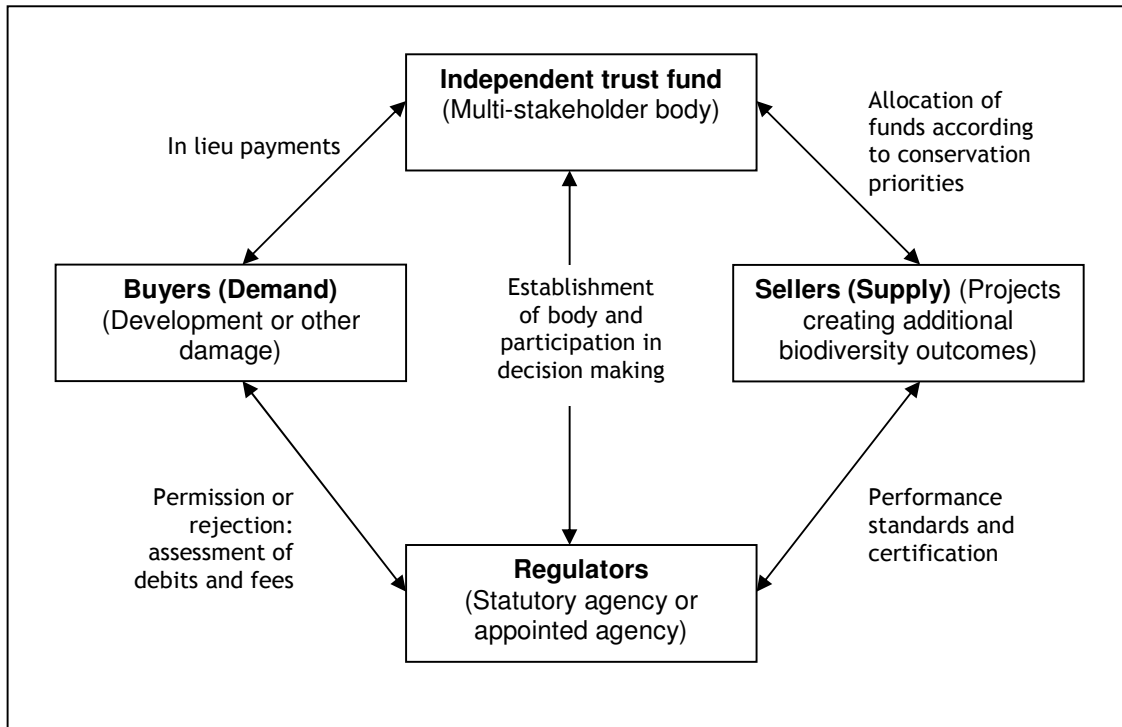 Independent trust fund
(Multi-stakeholder body)
Allocation of
funds according
to conservation
priorities
In lieu payments
Buyers (Demand)
(Development or other
damage)
Establishment
of body and
participation in
decision making
Sellers (Supply) (Projects
creating additional
biodiversity outcomes)
Permission or
rejection:
assessment of
debits and fees
Performance
standards and
certification
Regulators
(Statutory agency or
appointed agency)